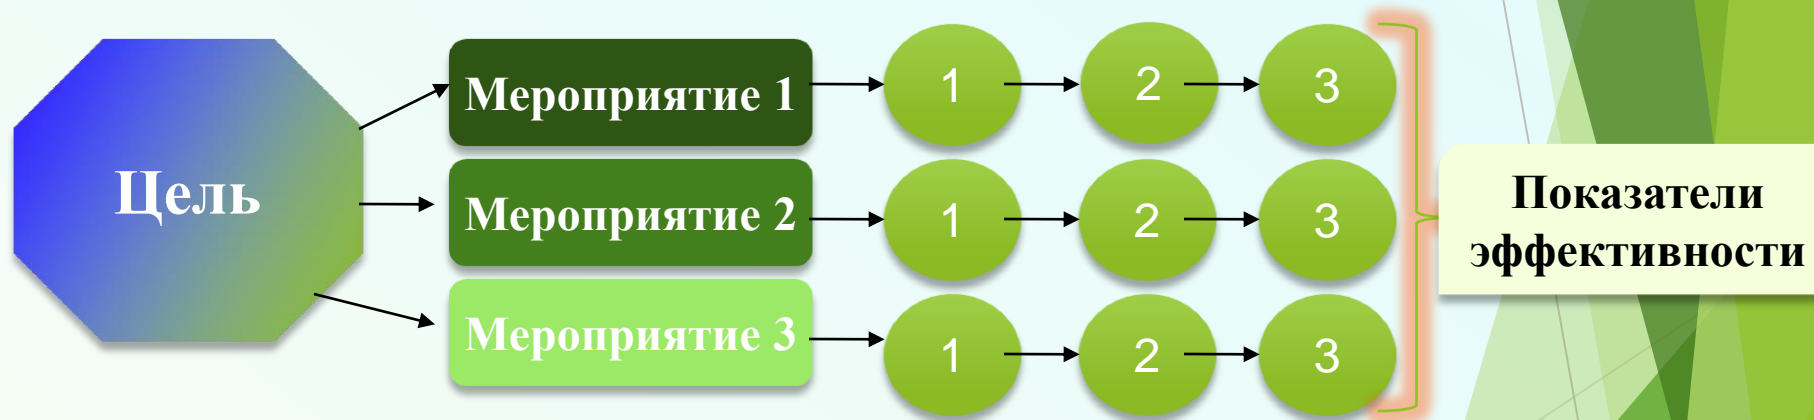 Цель
Мероприятие 1
1
2
3
Мероприятие 2
1
2
3
Мероприятие 3
1
2
3
Показатели
эффективности